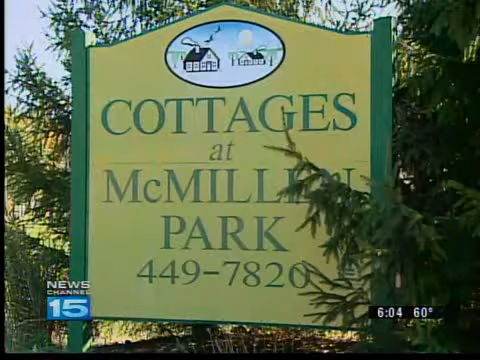 COTTAGES
at
McMILLEN
PARK
449-7820
NEWS
CHANNEL
15
6:04 60°